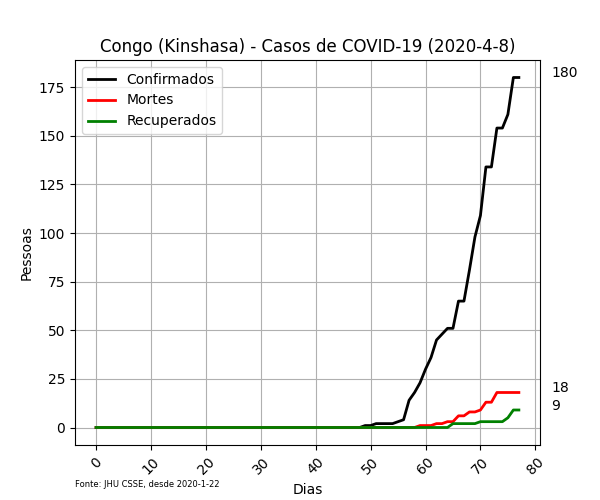 Congo (Kinshasa) - Casos de COVID-19 (2020-4-8)
Confirmados
Mortes
Recuperados
180
175
150
125
100
75
50
25
0
18
9
Pessoas
0 10 20 30 40 50 60 70 80
Fonte: JHU CSSE, desde 2020-1-22
Dias